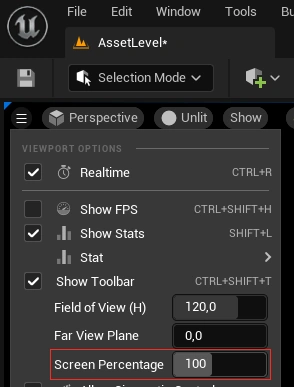 File Edit Window Tools
AssetLevel*
Selection Mode
Perspective Unlit Show
VIEWPORT OPTIONS
Realtime CTRL+R
Show FPS CTRL+SHIFT+H
Show Stats SHIFT+L
Stat
Show Toolbar CTRL+SHIFT+T
Field of View (H) 120,0
Far View Plane 0,0
Screen Percentage 100